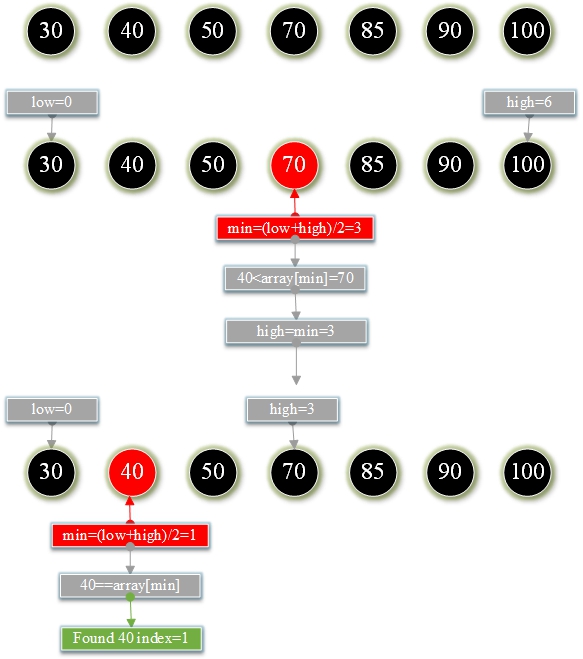 30 40 50 70 85 90 100
low=0 high=6
30 40 50 70 85 90 100
min=(low+high)/2=3
40<array[min]=70
high=min=3
low=0 high=3
30 40 50 70 85 90 100
min=(low+high)/2=1
40==array[min]
Found 40 index=1